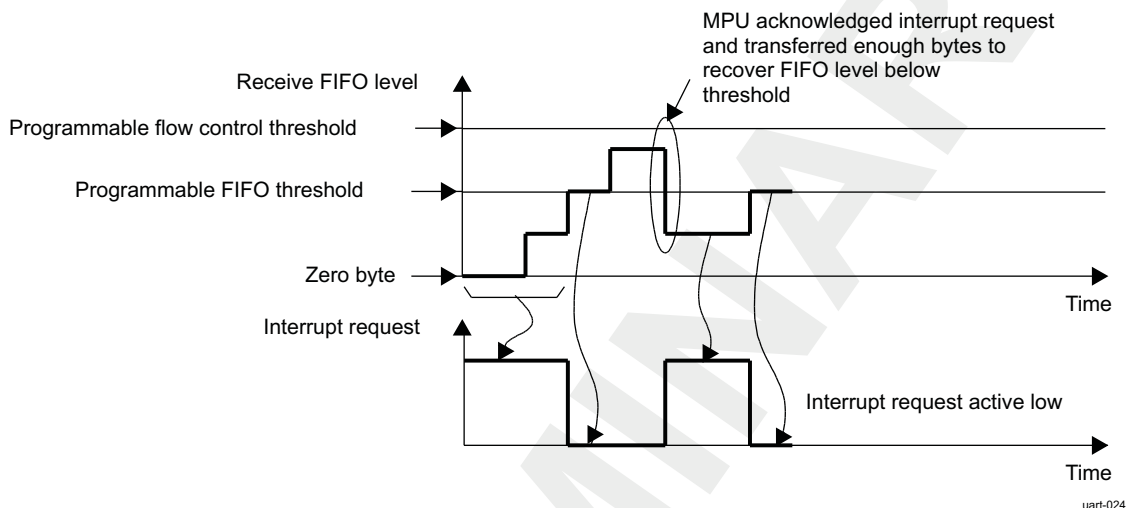 MPU acknowledged interrupt request
and transferred enough bytes to
recover FIFO level below
threshold
Receive FIFO level
Programmable flow control threshold
Programmable FIFO threshold
Zero byte
Time
Interrupt request
Interrupt request active low
Time
uart-024